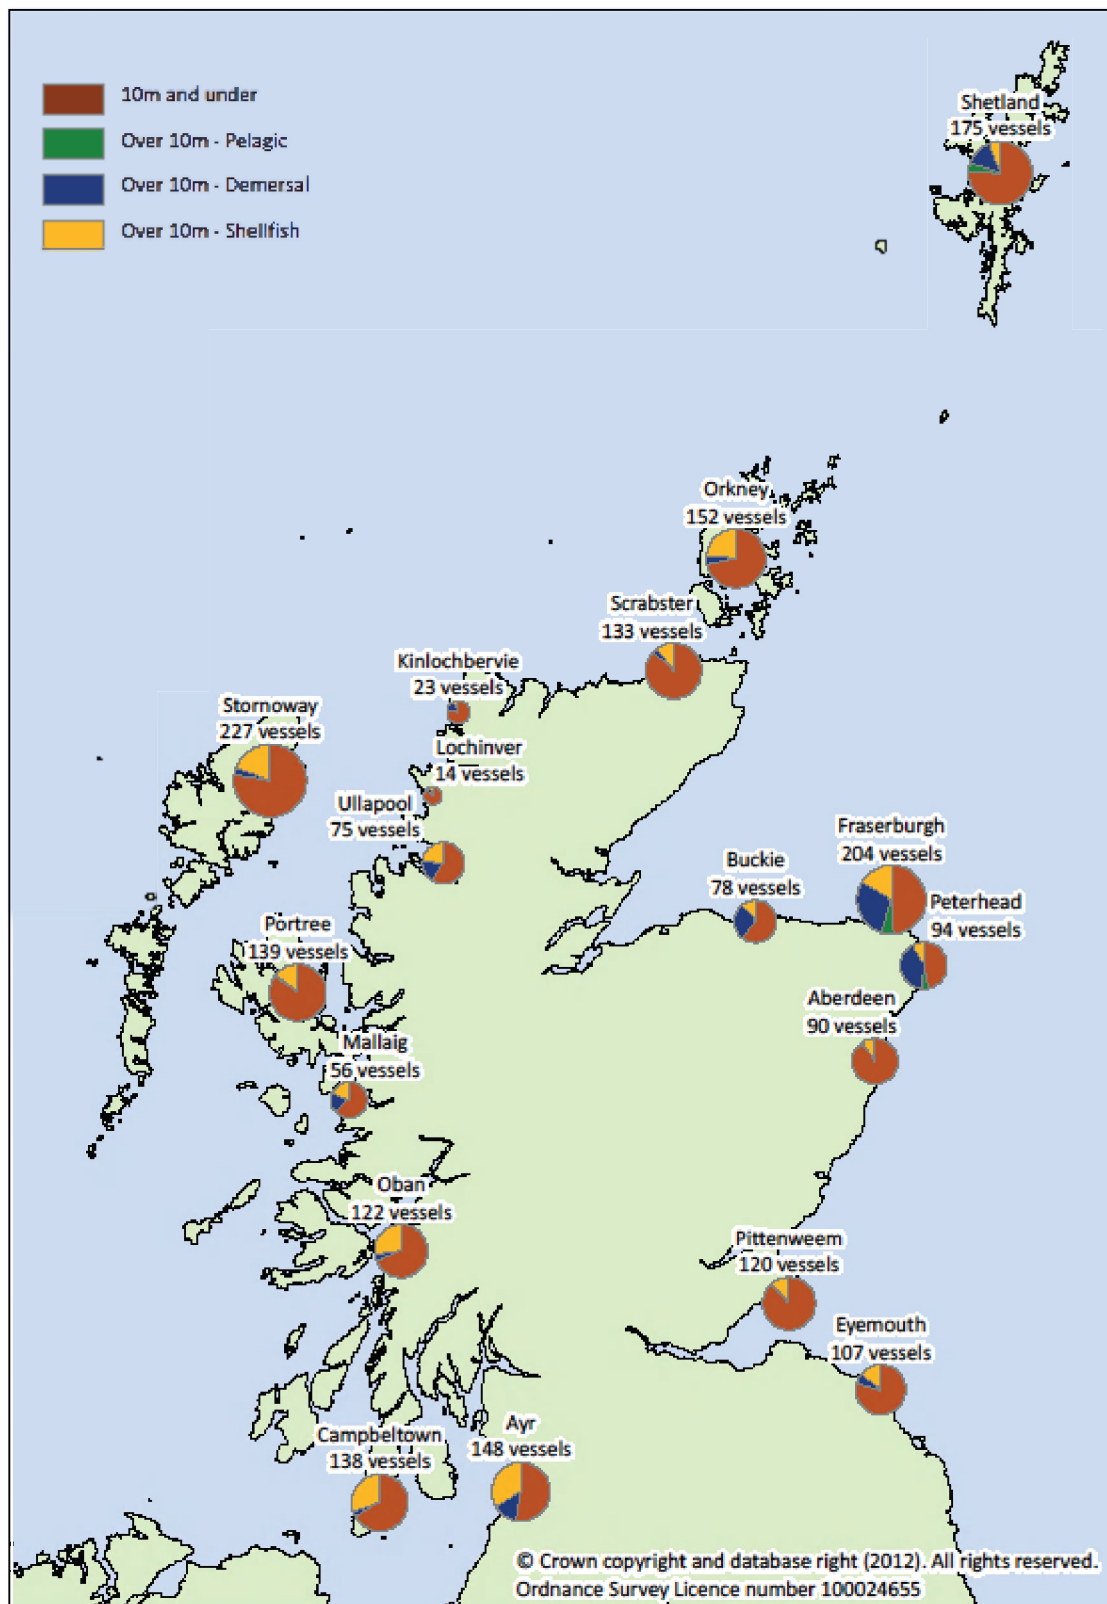 10m and under
Over 10m - Pelagic
Over 10m - Demersal
Over 10m - Shellfish
Shetland
175 vessels
Orkney
152 vessels
Scrabster
133 vessels
Kinlochbervie
23 vessels
Stornoway
227 vessels
Lochinver
14 vessels
Ullapool
75 vessels
Fraserburgh
204 vessels
Buckie
78 vessels
Peterhead
94 vessels
Portree
139 vessels
Aberdeen
90 vessels
Mallaig
56 vessels
Oban
122 vessels
Pittenweem
120 vessels
Eyemouth
107 vessels
Ayr
148 vessels
Campbeltown
138 vessels
© Crown copyright and database right (2012). All rights reserved.
Ordnance Survey Licence number 100024655